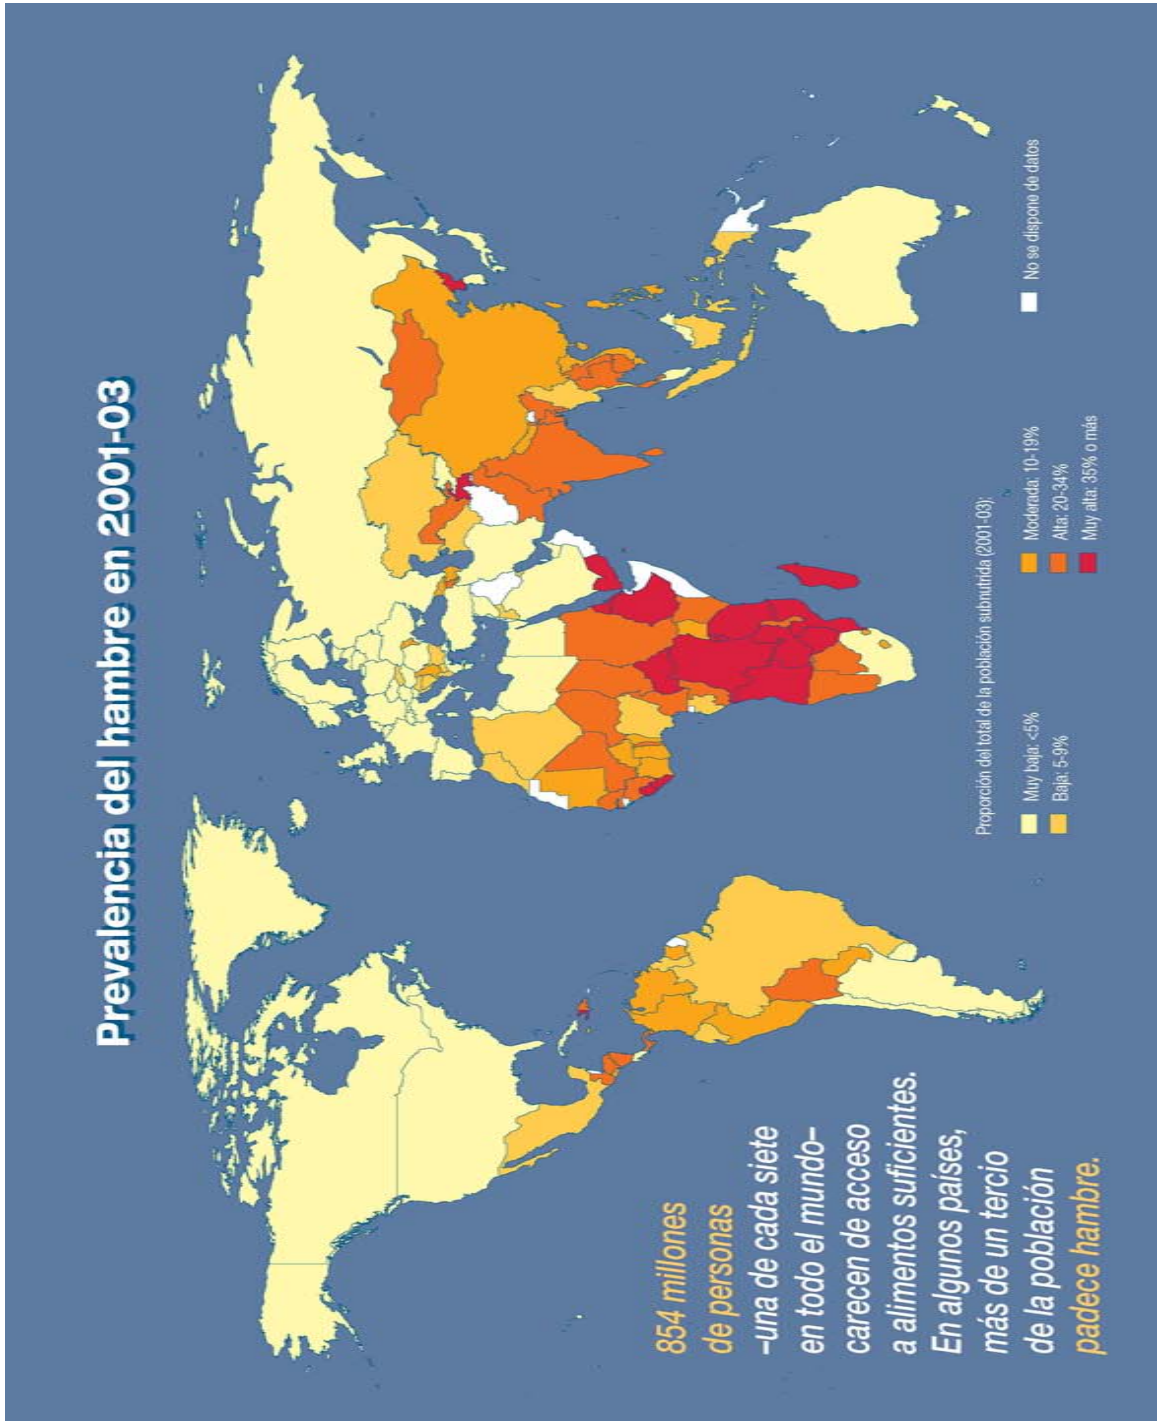 Prevalencia del hambre en 2001-03
854 millones
de personas
–una de cada siete
en todo el mundo–
carecen de acceso
a alimentos suficientes.
En algunos países,
más de un tercio
de la población
padece hambre.
Proporción del total de la población subnutrida (2001-03):
Muy baja: <5%
Baja: 5-9%
Moderada: 10-19%
Alta: 20-34%
Muy alta: 35% o más
No se dispone de datos